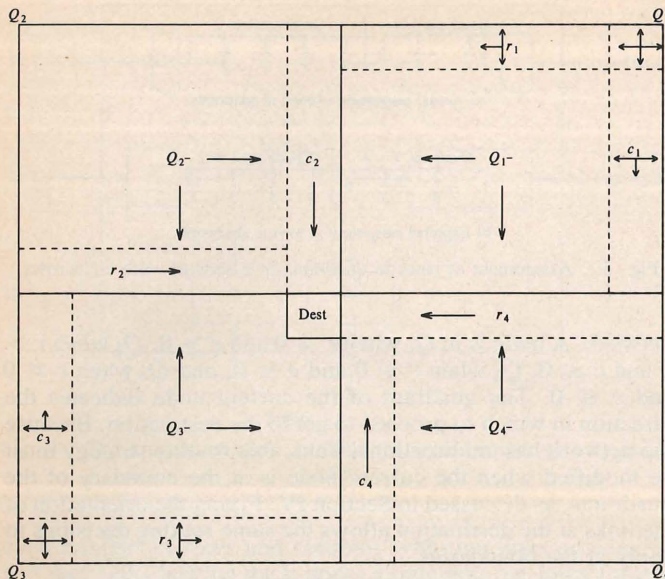 Q₂ Q
r₁
Q₂- c₂ Q₁- c₁
r₂
Dest r₄
c₃ Q₃- Q₄-
c₄
r₃
Q₃ Q